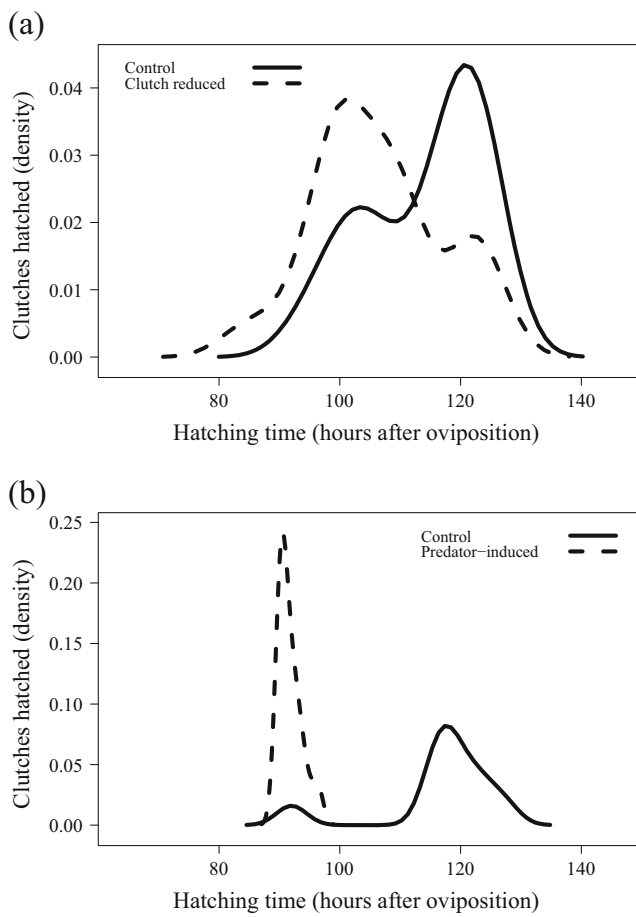 (a)
Control
Clutch reduced
Clutches hatched (density)
0.04
0.03
0.02
0.01
0.00
80 100 120 140
Hatching time (hours after oviposition)
(b)
Control
Predator−induced
Clutches hatched (density)
0.25
0.20
0.15
0.10
0.05
0.00
80 100 120 140
Hatching time (hours after oviposition)